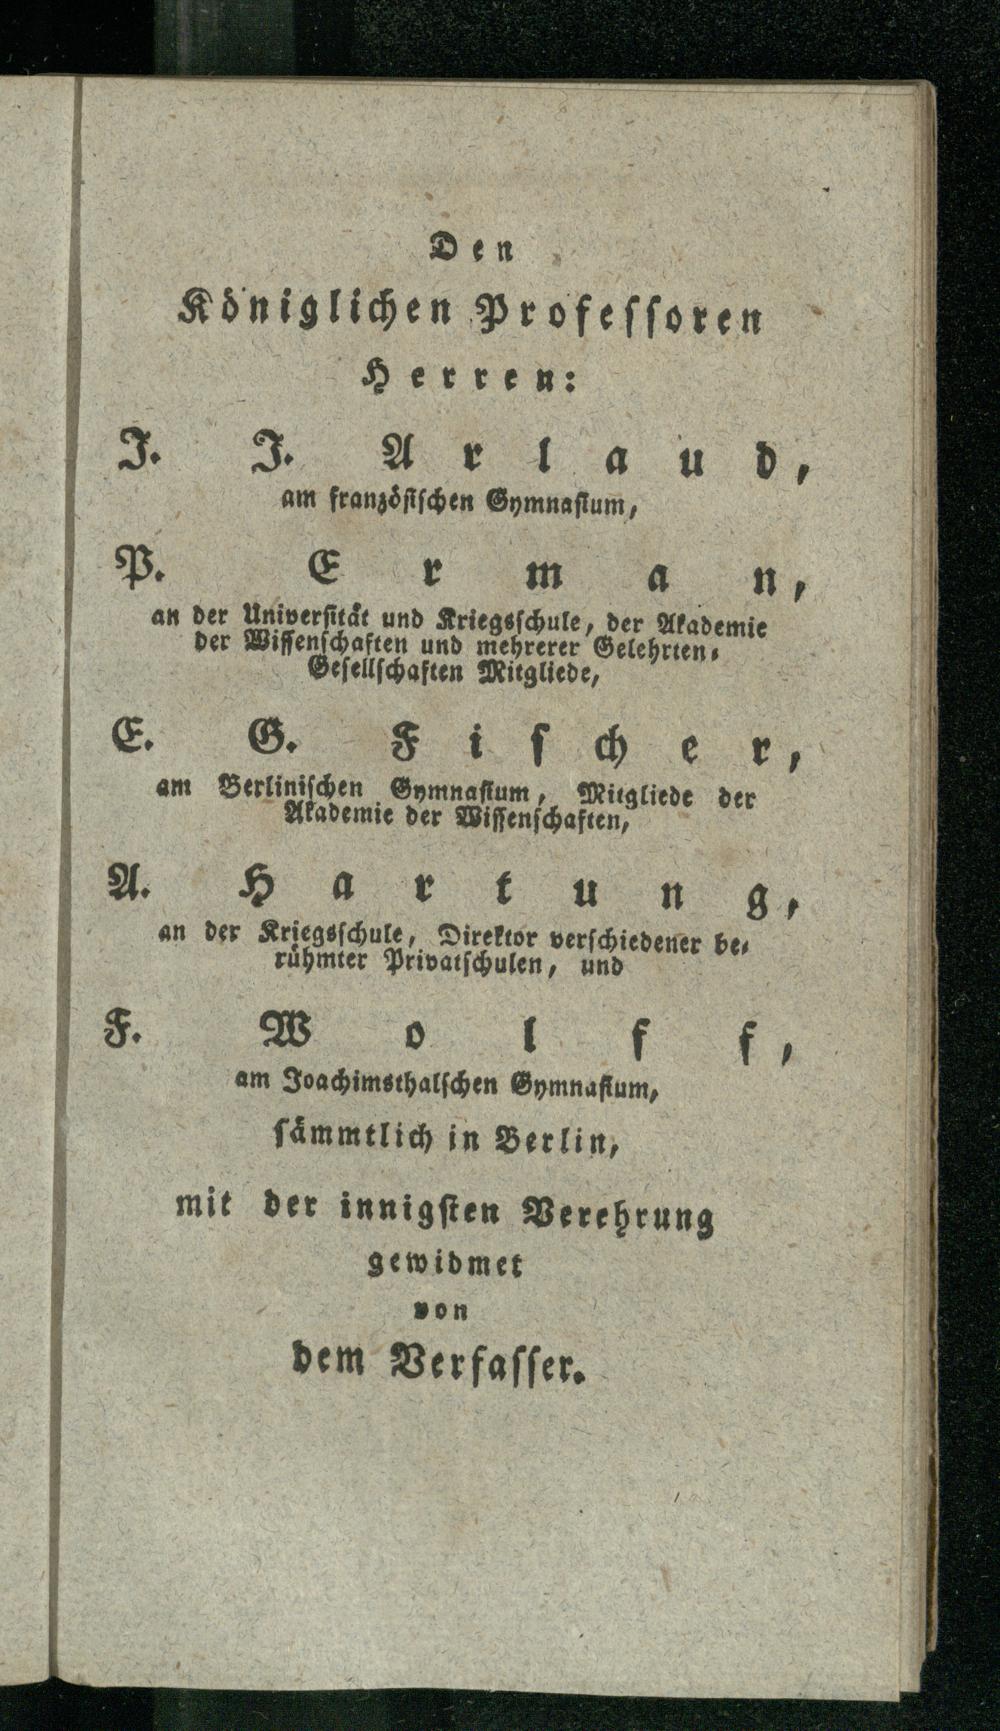 Den
Königlichen Profeſſoren
Herren:
J. J. Arlaud,
am franzöſiſchen Gymnaſium,
P. Erman,
an der Univerſität und Kriegsſchule, der Akademie
der Wiſſenſchaften und mehrerer Gelehrten-
Geſellſchaften Mitgliede,
E. G. Fiſcher,
am Berliniſchen Gymnaſium, Mitgliede der
Akademie der Wiſſenſchaften,
A. Hartung,
an der Kriegsſchule, Direktor verſchiedener be-
rühmter Privatſchulen, und
F. Wolff,
am Joachimsthalſchen Gymnaſium,
ſämmtlich in Berlin,
mit der innigſten Verehrung
gewidmet
von
dem Verfaſſer.